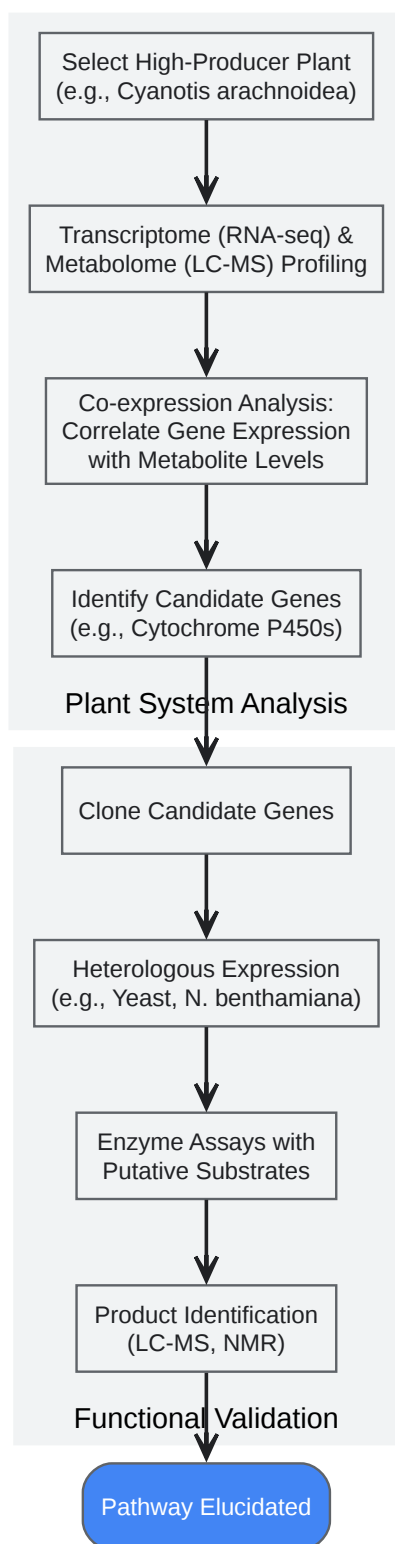 Select High-Producer Plant
(e.g., Cyanotis arachnoidea)
Transcriptome (RNA-seq) &
Metabolome (LC-MS) Profiling
Co-expression Analysis:
Correlate Gene Expression
with Metabolite Levels
Identify Candidate Genes
(e.g., Cytochrome P450s)
Plant System Analysis
Clone Candidate Genes
Heterologous Expression
(e.g., Yeast, N. benthamiana)
Enzyme Assays with
Putative Substrates
Product Identification
(LC-MS, NMR)
Functional Validation
Pathway Elucidated